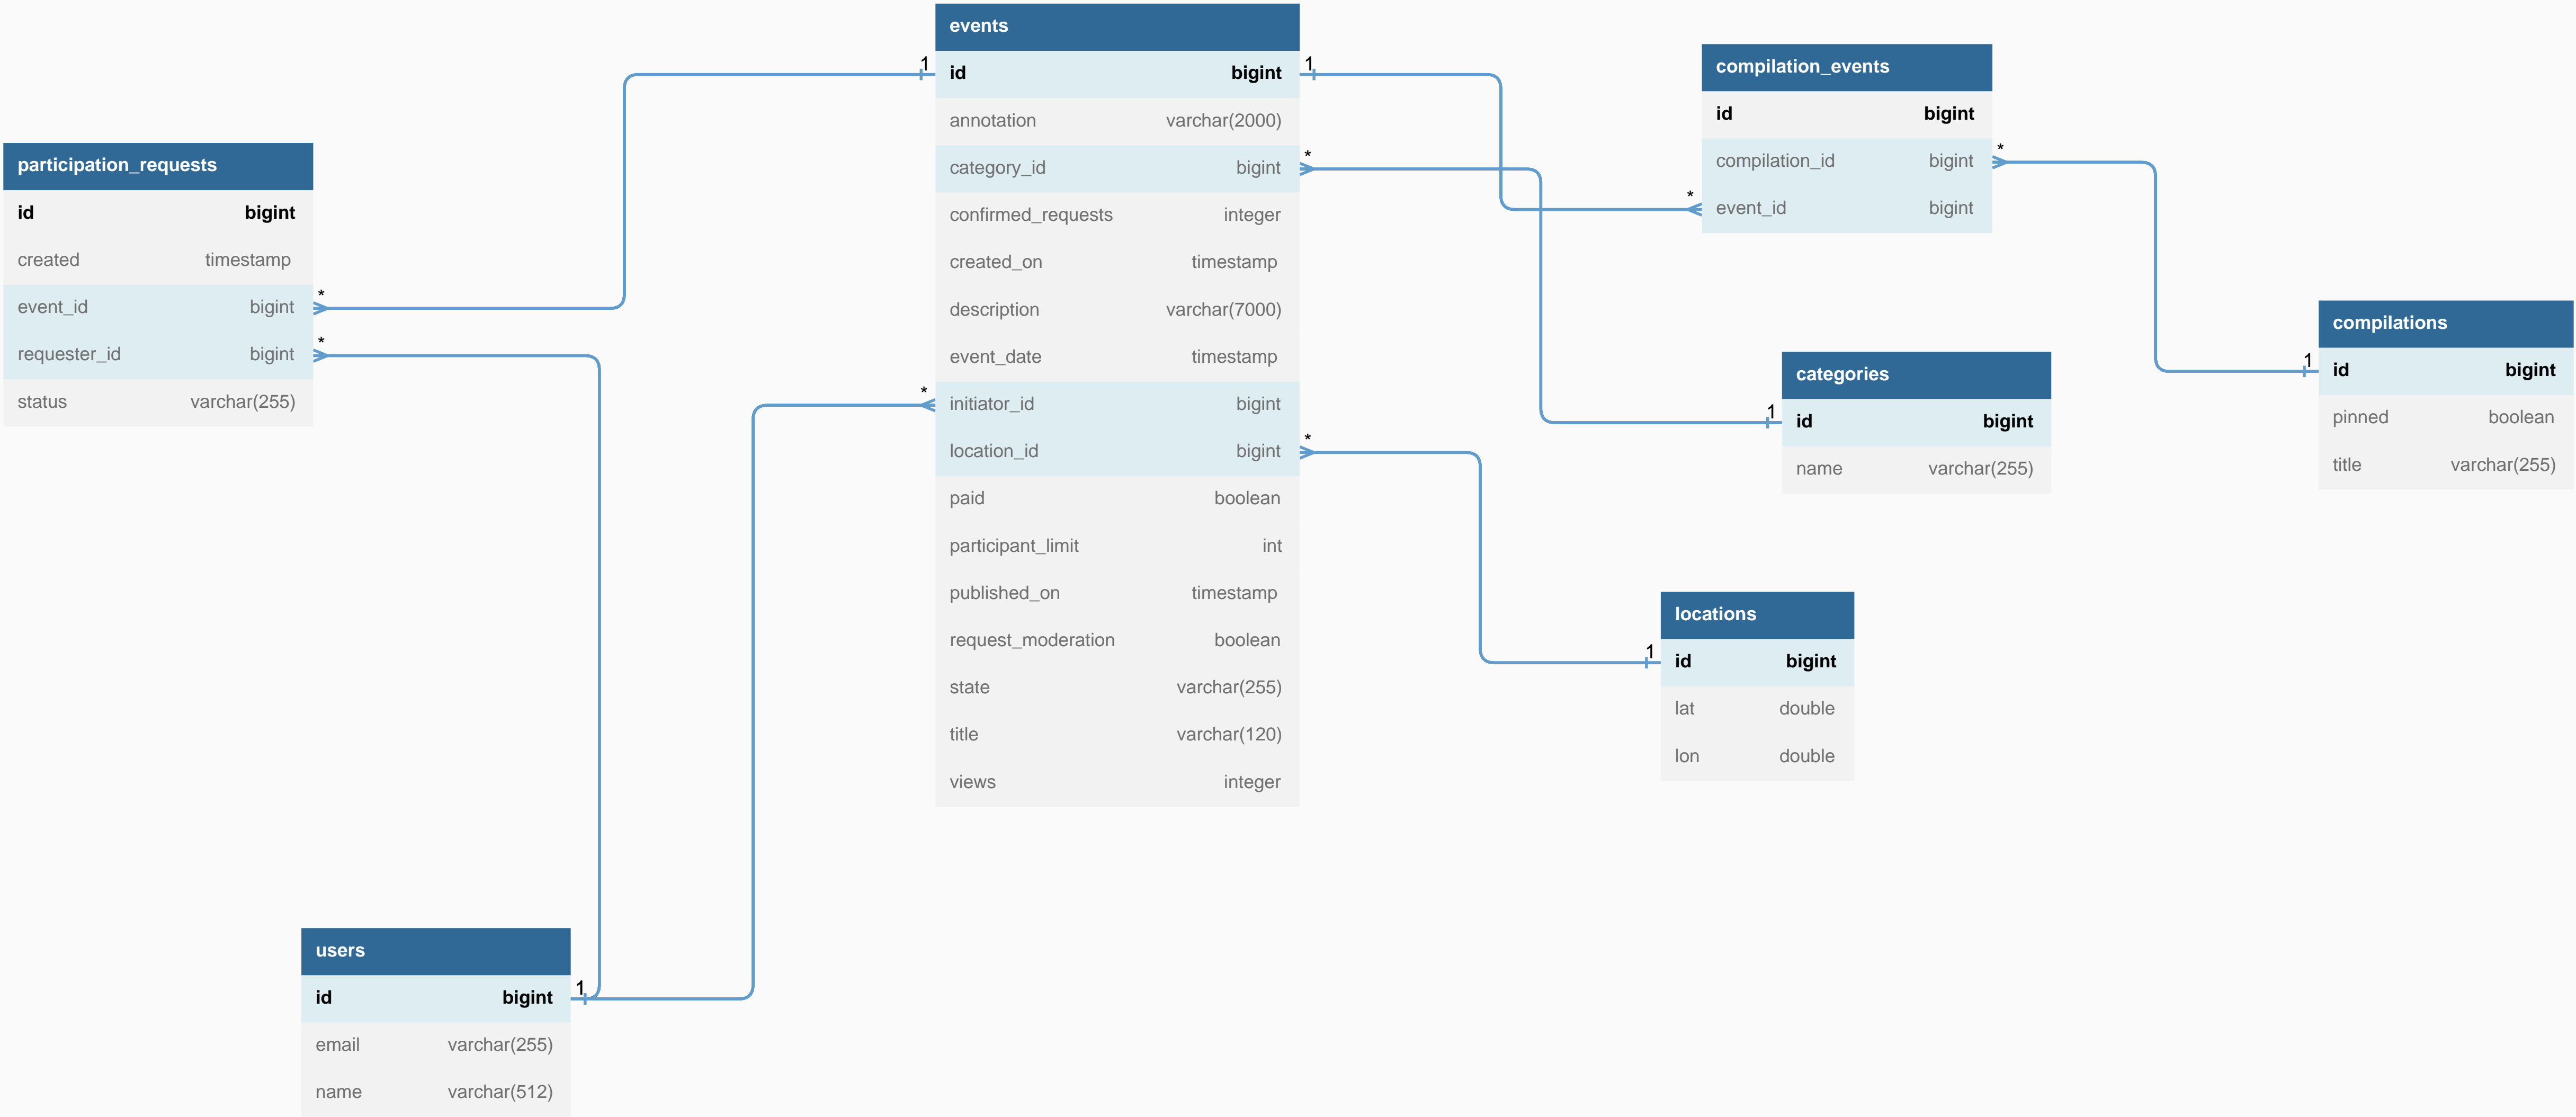 events
1 id bigint 1
annotation varchar(2000)
category_id bigint *
confirmed_requests integer
created_on timestamp
description varchar(7000)
event_date timestamp
* initiator_id bigint
location_id bigint *
paid boolean
participant_limit int
published_on timestamp
request_moderation boolean
state varchar(255)
title varchar(120)
views integer
participation_requests
id bigint
created timestamp
event_id bigint *
requester_id bigint *
status varchar(255)
users
id bigint 1
email varchar(255)
name varchar(512)
compilation_events
id bigint
compilation_id bigint *
* event_id bigint
categories
1 id bigint
name varchar(255)
locations
1 id bigint
lat double
lon double
compilations
1 id bigint
pinned boolean
title varchar(255)